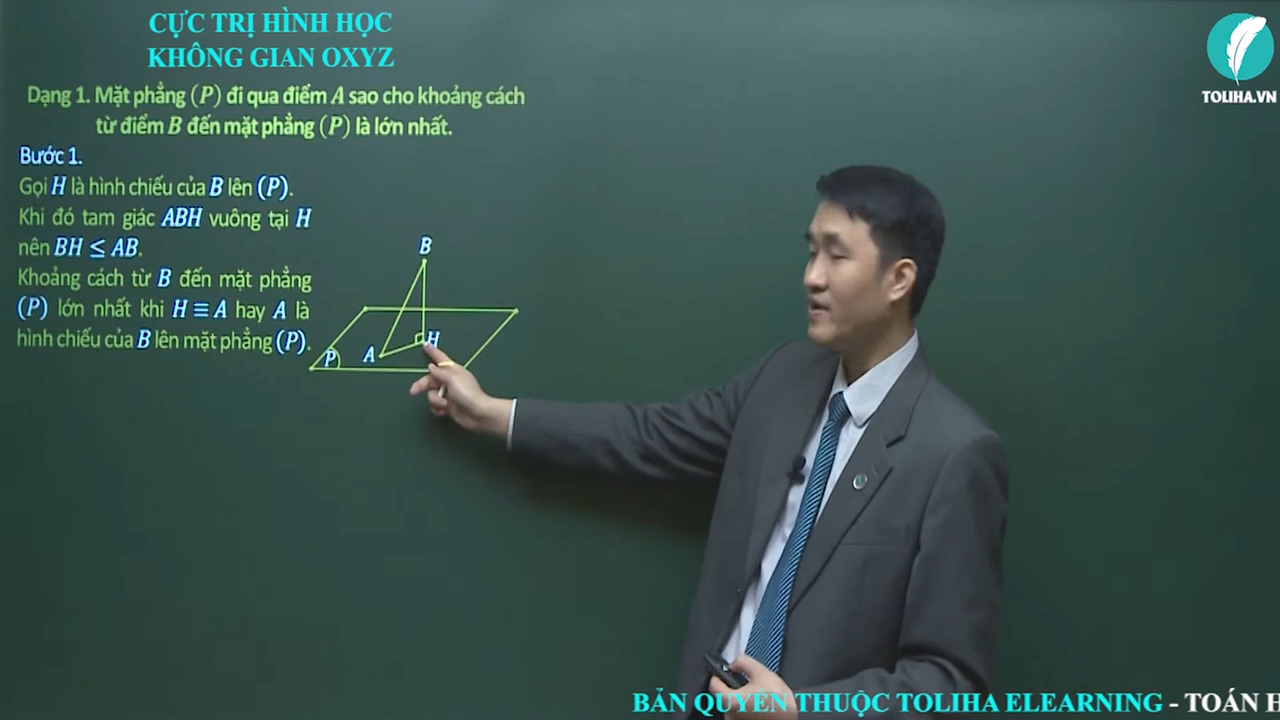 CỰC TRỊ HÌNH HỌC
KHÔNG GIAN OXYZ
TOLIHA.VN
Dạng 1. Mặt phẳng (P) đi qua điểm A sao cho khoảng cách
từ điểm B đến mặt phẳng (P) là lớn nhất.
Bước 1.
Gọi H là hình chiếu của B lên (P).
Khi đó tam giác ABH vuông tại H
nên BH ≤ AB.
Khoảng cách từ B đến mặt phẳng
(P) lớn nhất khi H ≡ A hay A là
hình chiếu của B lên mặt phẳng (P).
B
H
A
P
BẢN QUYỀN THUỘC TOLIHA ELEARNING - TOÁN H